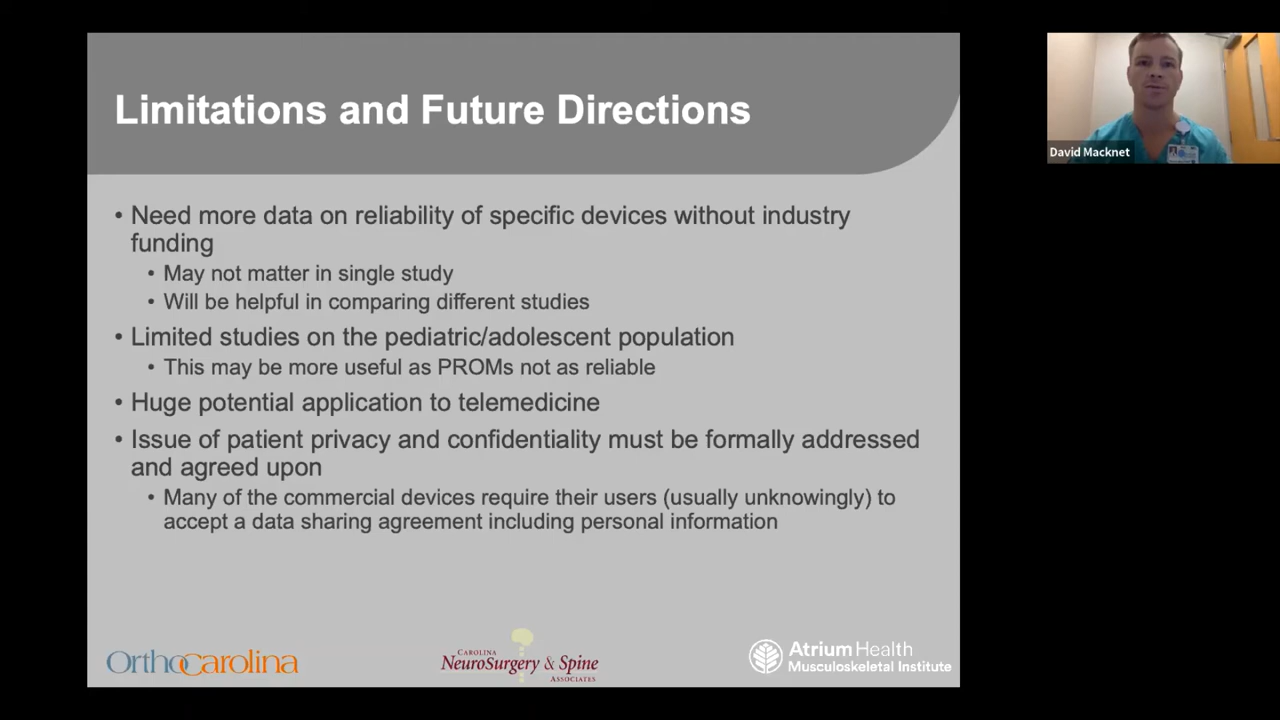 Limitations and Future Directions
• Need more data on reliability of specific devices without industry
funding
• May not matter in single study
• Will be helpful in comparing different studies
• Limited studies on the pediatric/adolescent population
• This may be more useful as PROMs not as reliable
• Huge potential application to telemedicine
• Issue of patient privacy and confidentiality must be formally addressed
and agreed upon
• Many of the commercial devices require their users (usually unknowingly) to
accept a data sharing agreement including personal information
OrthoCarolina
CAROLINA
NEUROSURGERY & SPINE
ASSOCIATES
Atrium Health
Musculoskeletal Institute
David Macknet